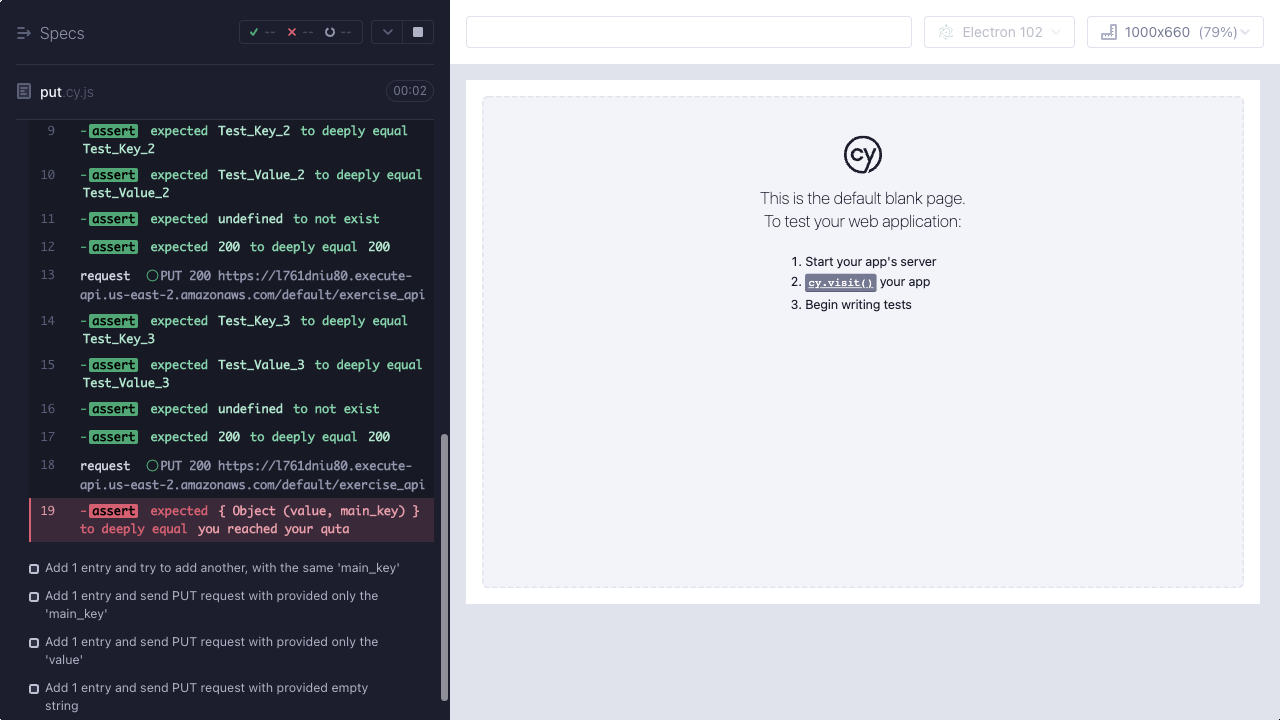 Specs
--
--
--
put.cy.js
00:02
9 -assert expected Test_Key_2 to deeply equal
Test_Key_2
10 -assert expected Test_Value_2 to deeply equal
Test_Value_2
11 -assert expected undefined to not exist
12 -assert expected 200 to deeply equal 200
13 request PUT 200 https://l761dniu80.execute-
api.us-east-2.amazonaws.com/default/exercise_api
14 -assert expected Test_Key_3 to deeply equal
Test_Key_3
15 -assert expected Test_Value_3 to deeply equal
Test_Value_3
16 -assert expected undefined to not exist
17 -assert expected 200 to deeply equal 200
18 request PUT 200 https://l761dniu80.execute-
api.us-east-2.amazonaws.com/default/exercise_api
19 -assert expected { Object (value, main_key) }
to deeply equal you reached your quta
Add 1 entry and try to add another, with the same 'main_key'
Add 1 entry and send PUT request with provided only the
'main_key'
Add 1 entry and send PUT request with provided only the
'value'
Add 1 entry and send PUT request with provided empty
string
Electron 102
1000x660 (79%)
cy
This is the default blank page.
To test your web application:
1. Start your app's server
2. cy.visit() your app
3. Begin writing tests